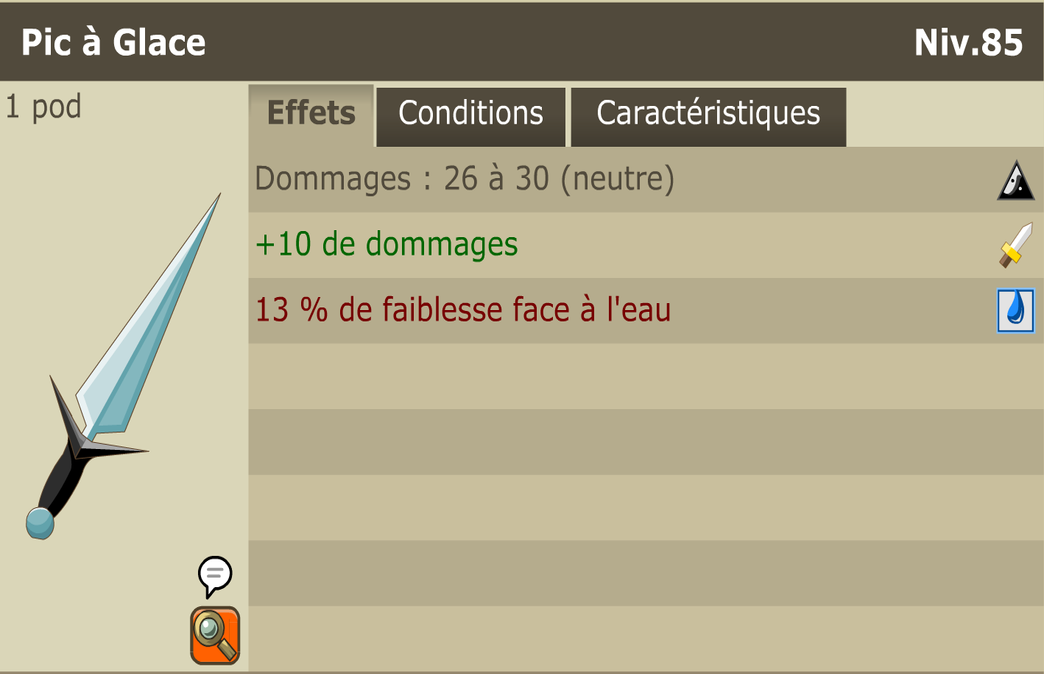 Pic à Glace
Niv.85
1 pod
Effets
Conditions
Caractéristiques
Dommages : 26 à 30 (neutre)
+10 de dommages
13 % de faiblesse face à l'eau